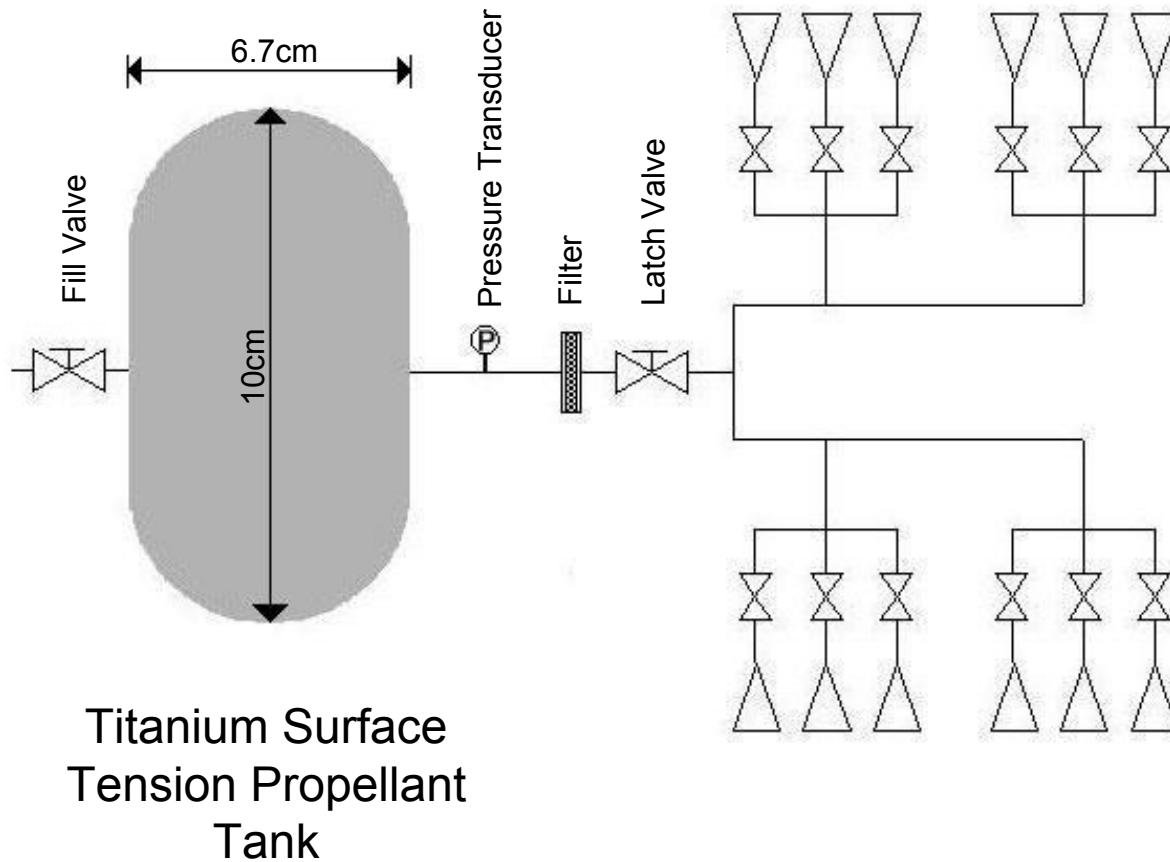 6.7cm
Fill Valve
10cm
Pressure Transducer
P
Filter
Latch Valve
Titanium Surface
Tension Propellant
Tank